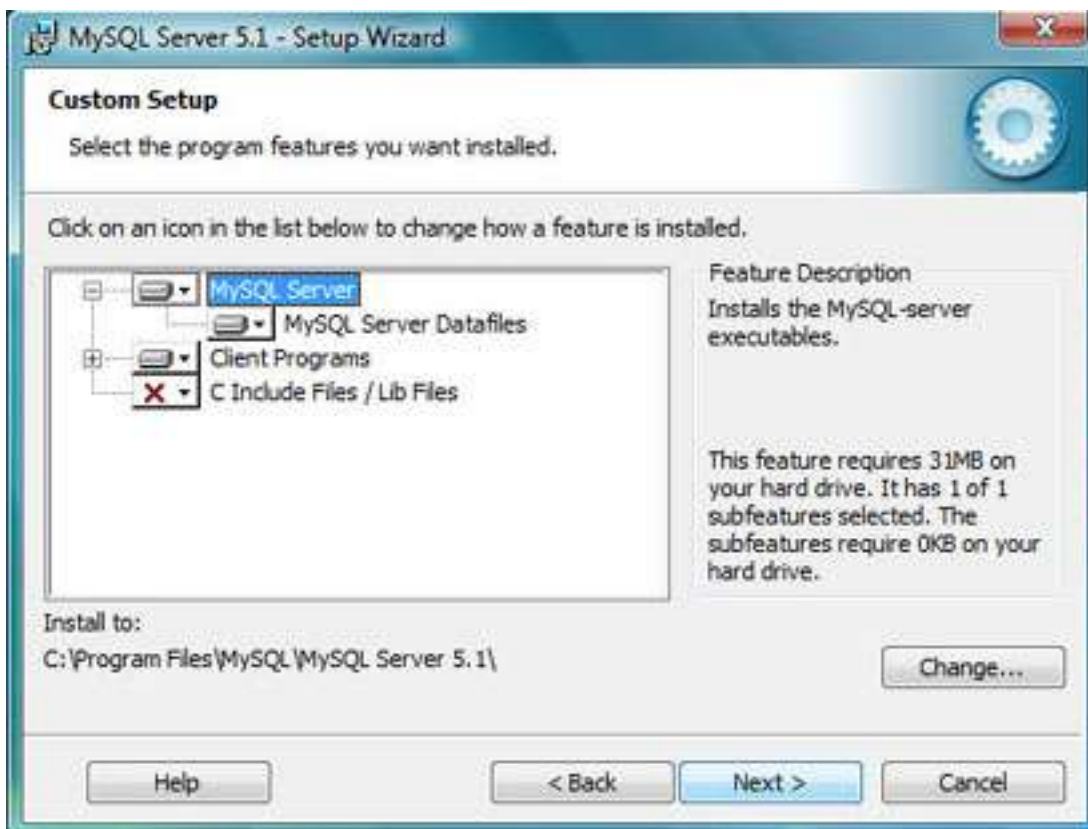 MySQL Server 5.1 - Setup Wizard
Custom Setup
Select the program features you want installed.
Click on an icon in the list below to change how a feature is installed.
MySQL Server
MySQL Server Datafiles
Client Programs
C Include Files / Lib Files
Feature Description
Installs the MySQL-server
executables.
This feature requires 31MB on
your hard drive. It has 1 of 1
subfeatures selected. The
subfeatures require 0KB on your
hard drive.
Install to:
C:\Program Files\MySQL\MySQL Server 5.1\
Change...
Help
< Back
Next >
Cancel